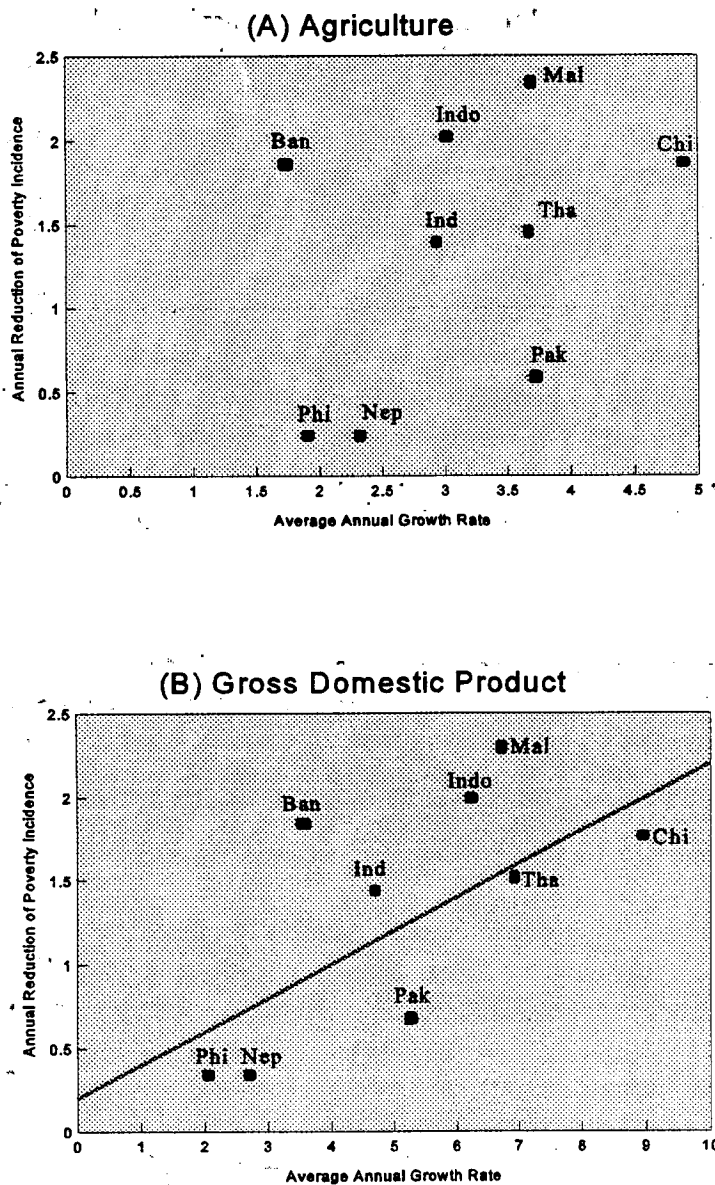 (A) Agriculture
Annual Reduction of Poverty Incidence
2.5
2
1.5
1
0.5
0
Mal
Indo
Ban
Chi
Ind
Tha
Pak
Phi
Nep
0 0.5 1 1.5 2 2.5 3 3.5 4 4.5 5
Average Annual Growth Rate
(B) Gross Domestic Product
Annual Reduction of Poverty Incidence
2.5
2
1.5
1
0.5
0
Mal
Indo
Ban
Chi
Ind
Tha
Pak
Phi
Nep
0 1 2 3 4 5 6 7 8 9 10
Average Annual Growth Rate